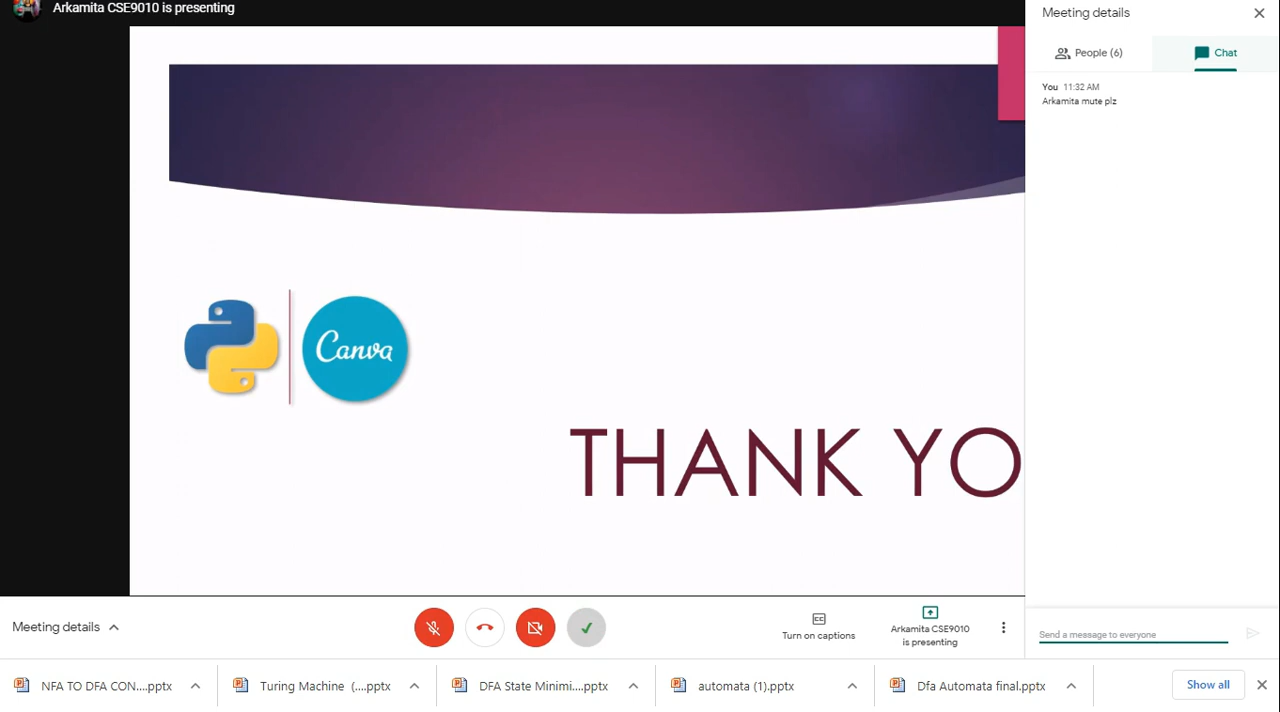 Arkamita CSE9010 is presenting
Meeting details
People (6)
Chat
You 11:32 AM
Arkamita mute plz
Canva
THANK YO
Meeting details
Turn on captions
Arkamita CSE9010
is presenting
Send a message to everyone
NFA TO DFA CON....pptx
Turing Machine (....pptx
DFA State Minimi....pptx
automata (1).pptx
Dfa Automata final.pptx
Show all